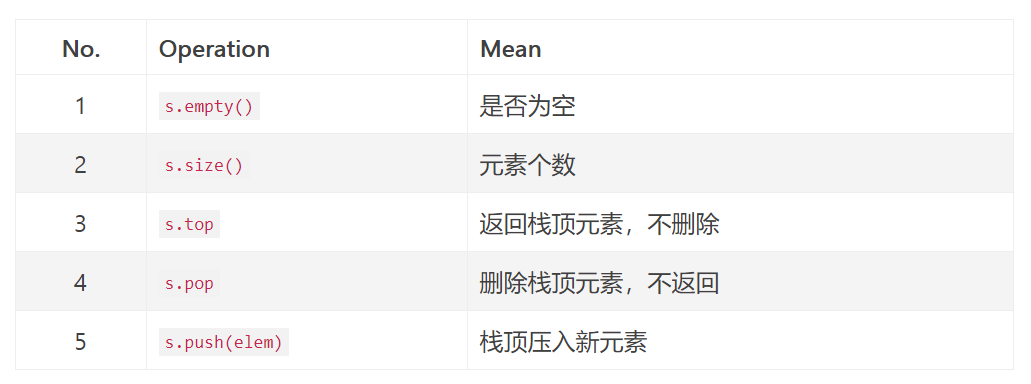 No. Operation Mean
1 s.empty() 是否为空
2 s.size() 元素个数
3 s.top 返回栈顶元素，不删除
4 s.pop 删除栈顶元素，不返回
5 s.push(elem) 栈顶压入新元素